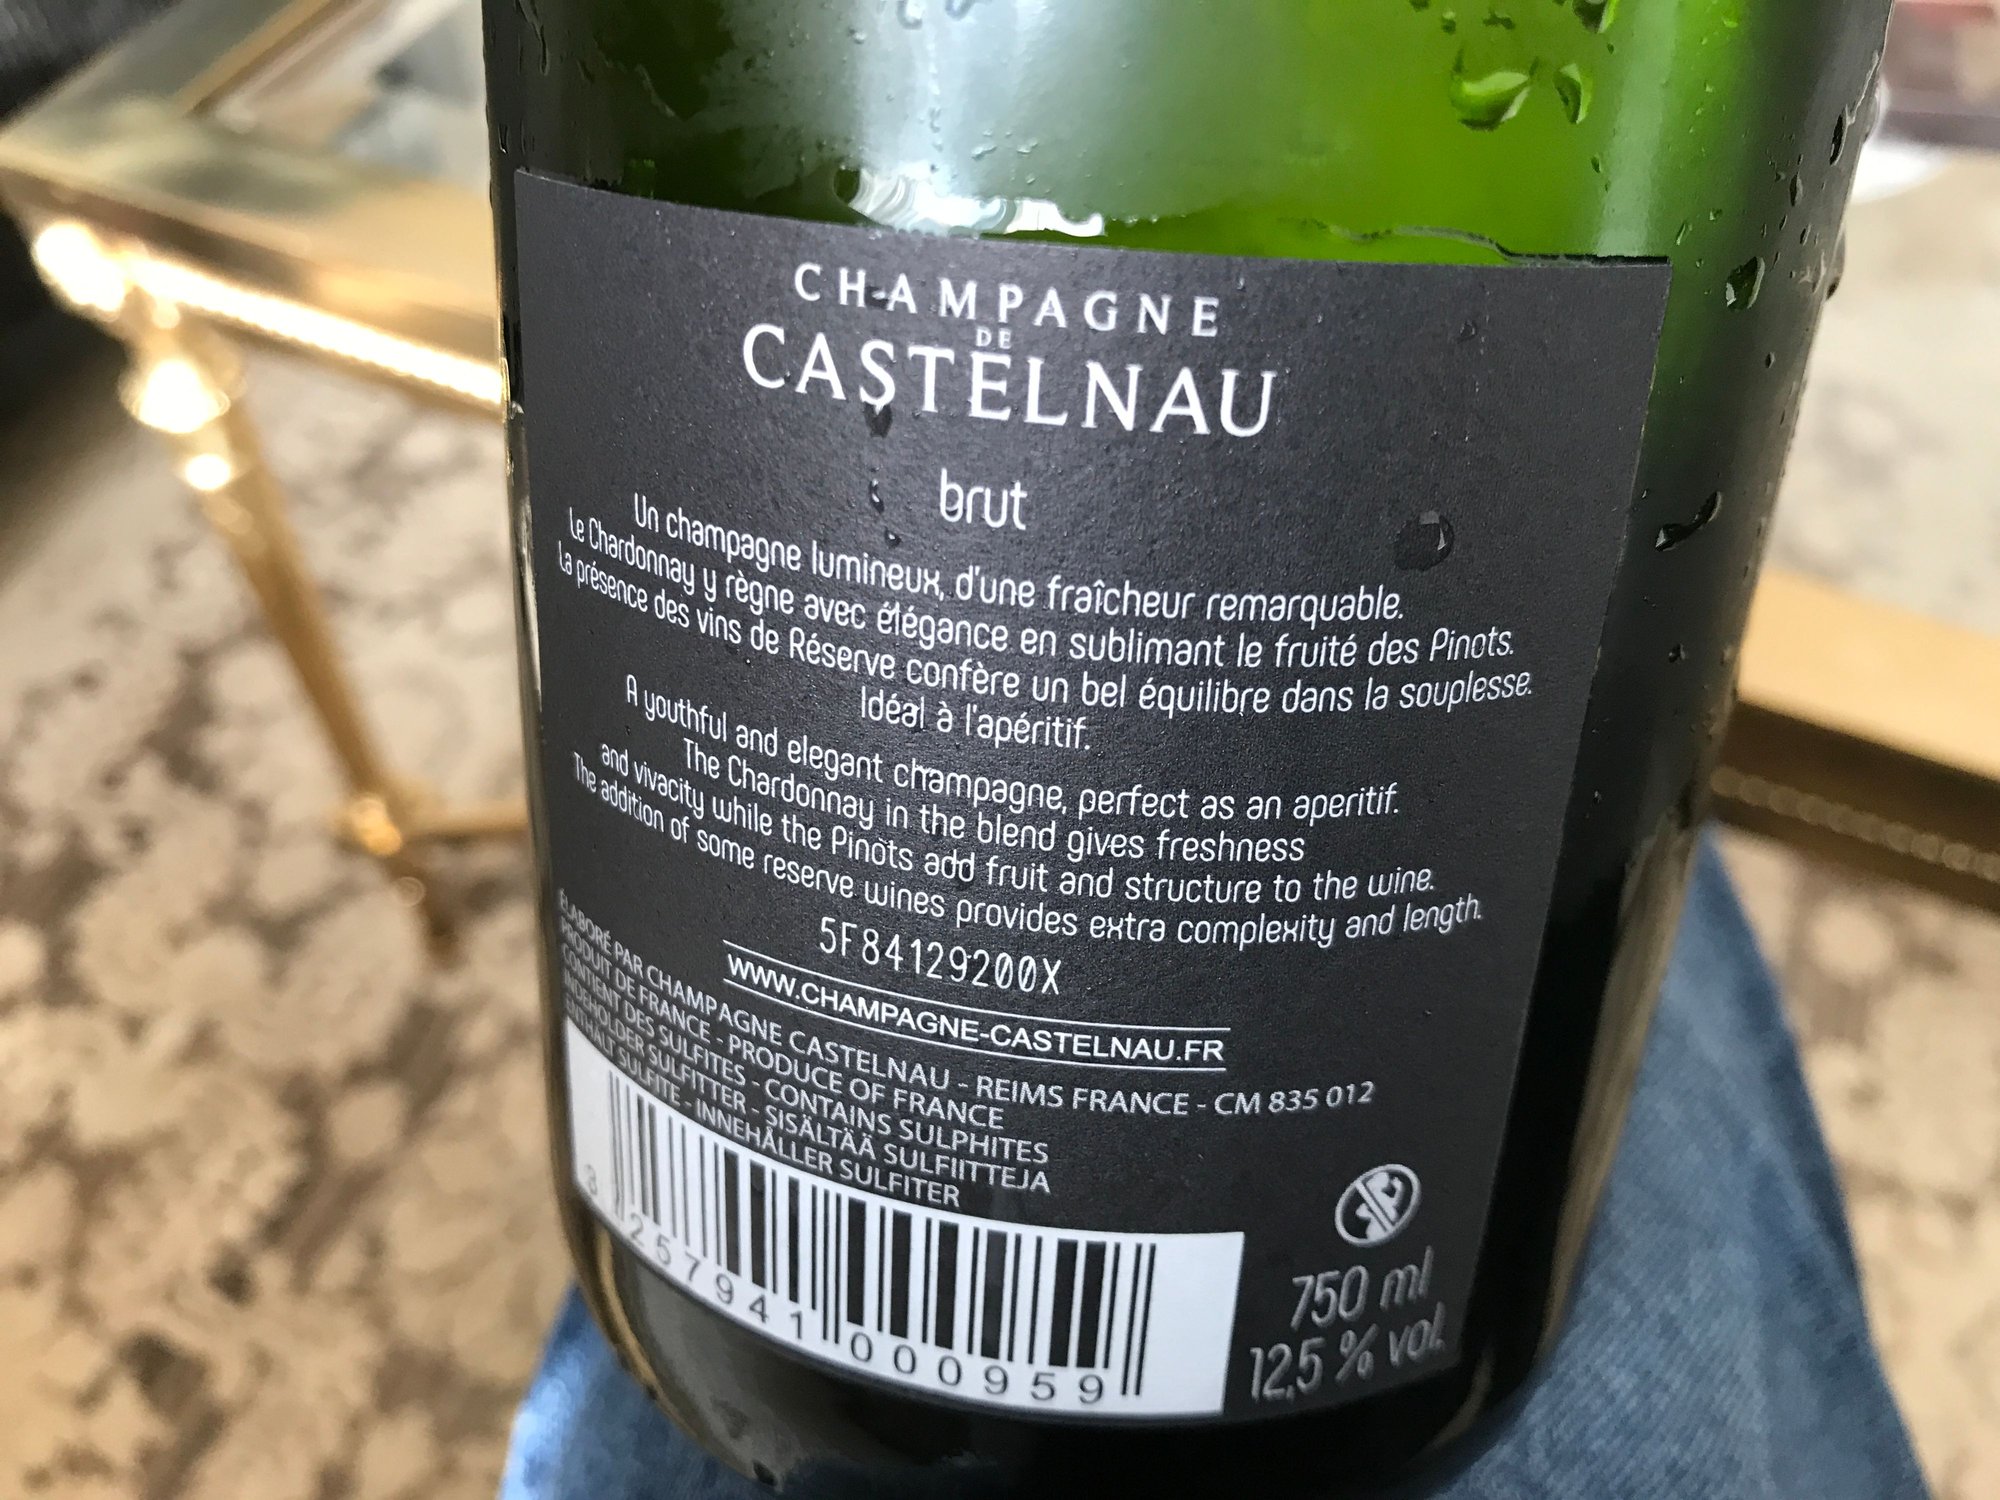 CHAMPAGNE
DE
CASTELNAU
brut
Un champagne lumineux, d'une fraîcheur remarquable.
Le Chardonnay y règne avec élégance en sublimant le fruité des Pinots.
La présence des vins de Réserve confère un bel équilibre dans la souplesse.
Idéal à l'apéritif.
A youthful and elegant champagne, perfect as an aperitif.
The Chardonnay in the blend gives freshness
and vivacity while the Pinots add fruit and structure to the wine.
The addition of some reserve wines provides extra complexity and length.
5F84129200X
WWW.CHAMPAGNE-CASTELNAU.FR
ÉLABORÉ PAR CHAMPAGNE CASTELNAU - REIMS FRANCE - CM 835 012
PRODUIT DE FRANCE - PRODUCE OF FRANCE
CONTIENT DES SULFITES - CONTAINS SULPHITES
INDEHOLDER SULFITTER - SISÄLTÄÄ SULFIITTEJA
ENTHÄLT SULFITE - INNEHÅLLER SULFITER
3 257941 000959
750 ml
12,5 % vol.